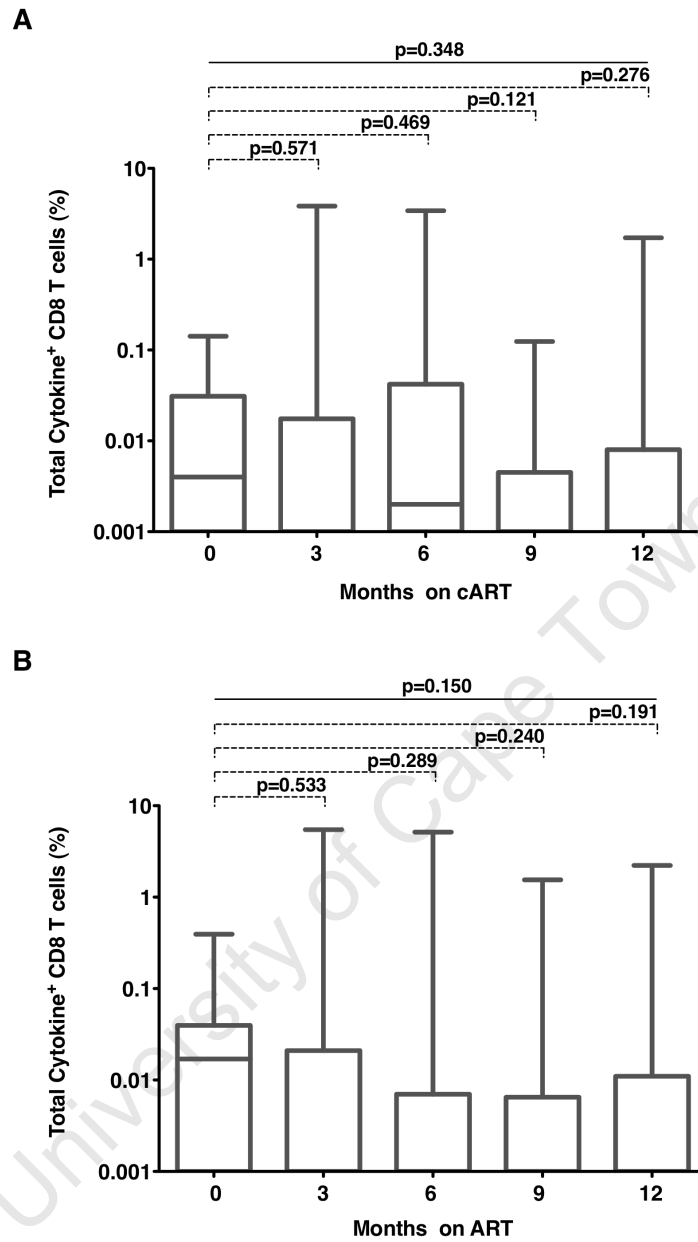 A
p=0.348
p=0.276
p=0.121
p=0.469
p=0.571
10
1
0.1
0.01
0.001
Total Cytokine⁺ CD8 T cells (%)
0 3 6 9 12
Months on cART
B
p=0.150
p=0.191
p=0.240
p=0.289
p=0.533
10
1
0.1
0.01
0.001
Total Cytokine⁺ CD8 T cells (%)
0 3 6 9 12
Months on ART
University of Cape Town